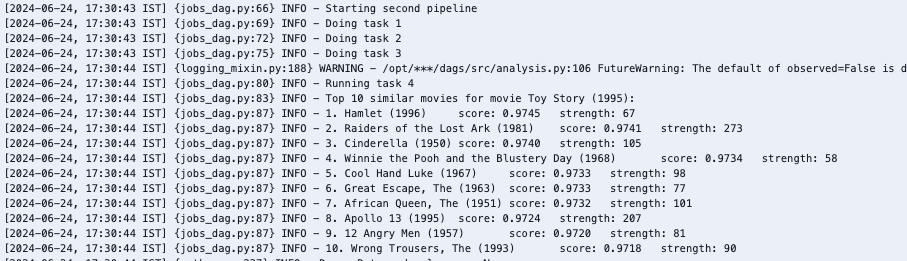 [2024-06-24, 17:30:43 IST] {jobs_dag.py:66} INFO - Starting second pipeline
[2024-06-24, 17:30:43 IST] {jobs_dag.py:69} INFO - Doing task 1
[2024-06-24, 17:30:43 IST] {jobs_dag.py:72} INFO - Doing task 2
[2024-06-24, 17:30:43 IST] {jobs_dag.py:75} INFO - Doing task 3
[2024-06-24, 17:30:44 IST] {logging_mixin.py:188} WARNING - /opt/***/dags/src/analysis.py:106 FutureWarning: The default of observed=False is d
[2024-06-24, 17:30:44 IST] {jobs_dag.py:80} INFO - Running task 4
[2024-06-24, 17:30:44 IST] {jobs_dag.py:83} INFO - Top 10 similar movies for movie Toy Story (1995):
[2024-06-24, 17:30:44 IST] {jobs_dag.py:87} INFO - 1. Hamlet (1996) score: 0.9745 strength: 67
[2024-06-24, 17:30:44 IST] {jobs_dag.py:87} INFO - 2. Raiders of the Lost Ark (1981) score: 0.9741 strength: 273
[2024-06-24, 17:30:44 IST] {jobs_dag.py:87} INFO - 3. Cinderella (1950) score: 0.9740 strength: 105
[2024-06-24, 17:30:44 IST] {jobs_dag.py:87} INFO - 4. Winnie the Pooh and the Blustery Day (1968) score: 0.9734 strength: 58
[2024-06-24, 17:30:44 IST] {jobs_dag.py:87} INFO - 5. Cool Hand Luke (1967) score: 0.9733 strength: 98
[2024-06-24, 17:30:44 IST] {jobs_dag.py:87} INFO - 6. Great Escape, The (1963) score: 0.9733 strength: 77
[2024-06-24, 17:30:44 IST] {jobs_dag.py:87} INFO - 7. African Queen, The (1951) score: 0.9732 strength: 101
[2024-06-24, 17:30:44 IST] {jobs_dag.py:87} INFO - 8. Apollo 13 (1995) score: 0.9724 strength: 207
[2024-06-24, 17:30:44 IST] {jobs_dag.py:87} INFO - 9. 12 Angry Men (1957) score: 0.9720 strength: 81
[2024-06-24, 17:30:44 IST] {jobs_dag.py:87} INFO - 10. Wrong Trousers, The (1993) score: 0.9718 strength: 90